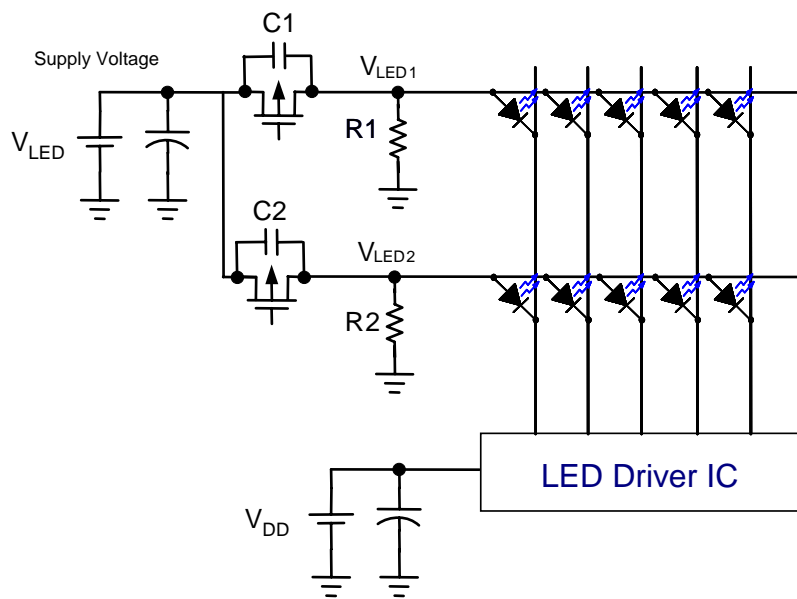 C1
Supply Voltage
VLED1
R1
VLED
C2
VLED2
R2
LED Driver IC
VDD